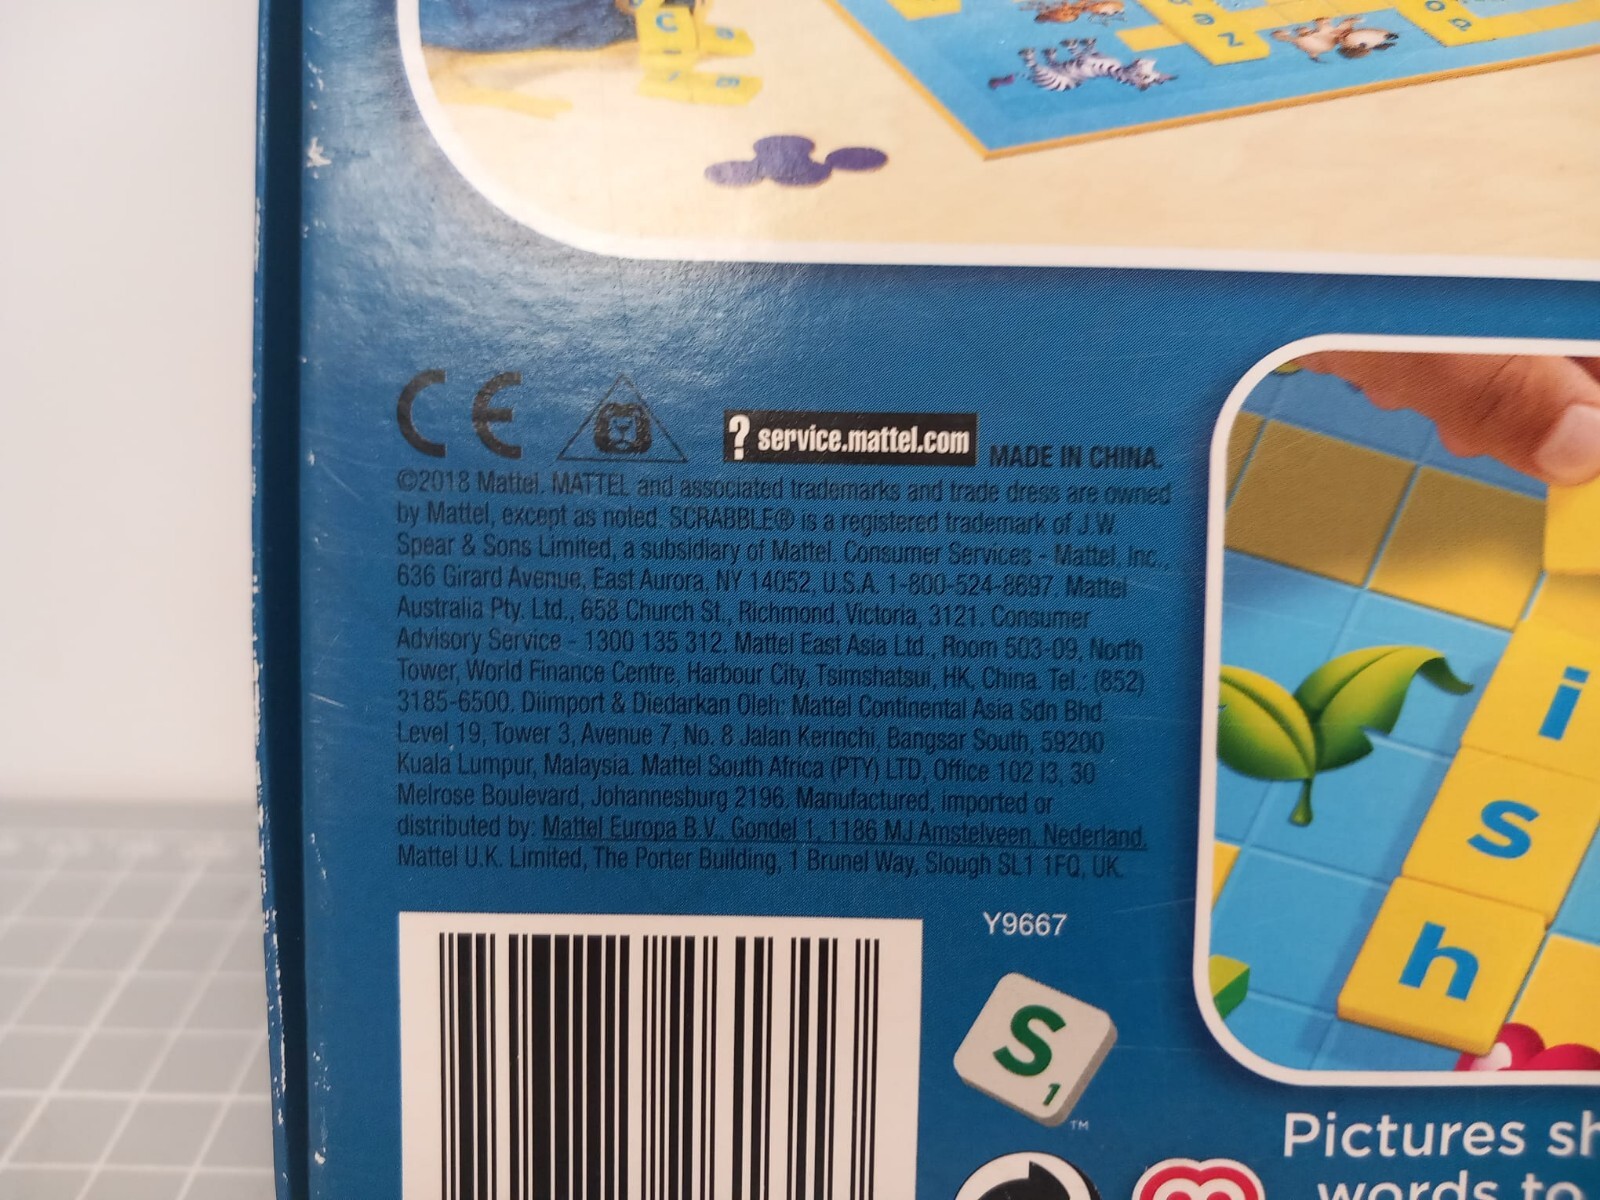 CE
? service.mattel.com MADE IN CHINA.
©2018 Mattel. MATTEL and associated trademarks and trade dress are owned
by Mattel, except as noted. SCRABBLE® is a registered trademark of J.W.
Spear & Sons Limited, a subsidiary of Mattel. Consumer Services - Mattel, Inc.,
636 Girard Avenue, East Aurora, NY 14052, U.S.A. 1-800-524-8697. Mattel
Australia Pty. Ltd., 658 Church St., Richmond, Victoria, 3121. Consumer
Advisory Service - 1300 135 312. Mattel East Asia Ltd., Room 503-09, North
Tower, World Finance Centre, Harbour City, Tsimshatsui, HK, China. Tel.: (852)
3185-6500. Diimport & Diedarkan Oleh: Mattel Continental Asia Sdn Bhd.
Level 19, Tower 3, Avenue 7, No. 8 Jalan Kerinchi, Bangsar South, 59200
Kuala Lumpur, Malaysia. Mattel South Africa (PTY) LTD, Office 102 I3, 30
Melrose Boulevard, Johannesburg 2196. Manufactured, imported or
distributed by: Mattel Europa B.V., Gondel 1, 1186 MJ Amstelveen, Nederland.
Mattel U.K. Limited, The Porter Building, 1 Brunel Way, Slough SL1 1FQ, UK.
Y9667
S1
™
i
s
h
Pictures sh
words to